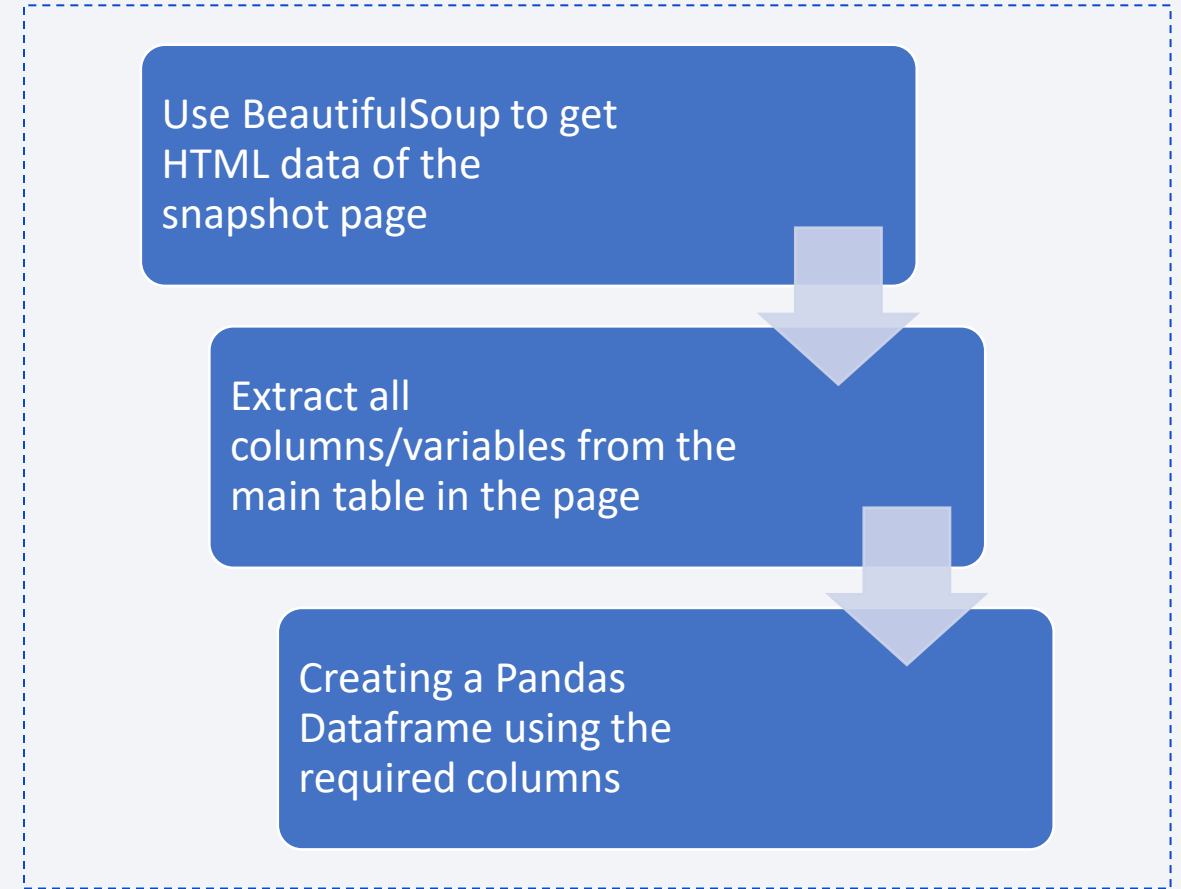 Use BeautifulSoup to get
HTML data of the
snapshot page
Extract all
columns/variables from the
main table in the page
Creating a Pandas
Dataframe using the
required columns